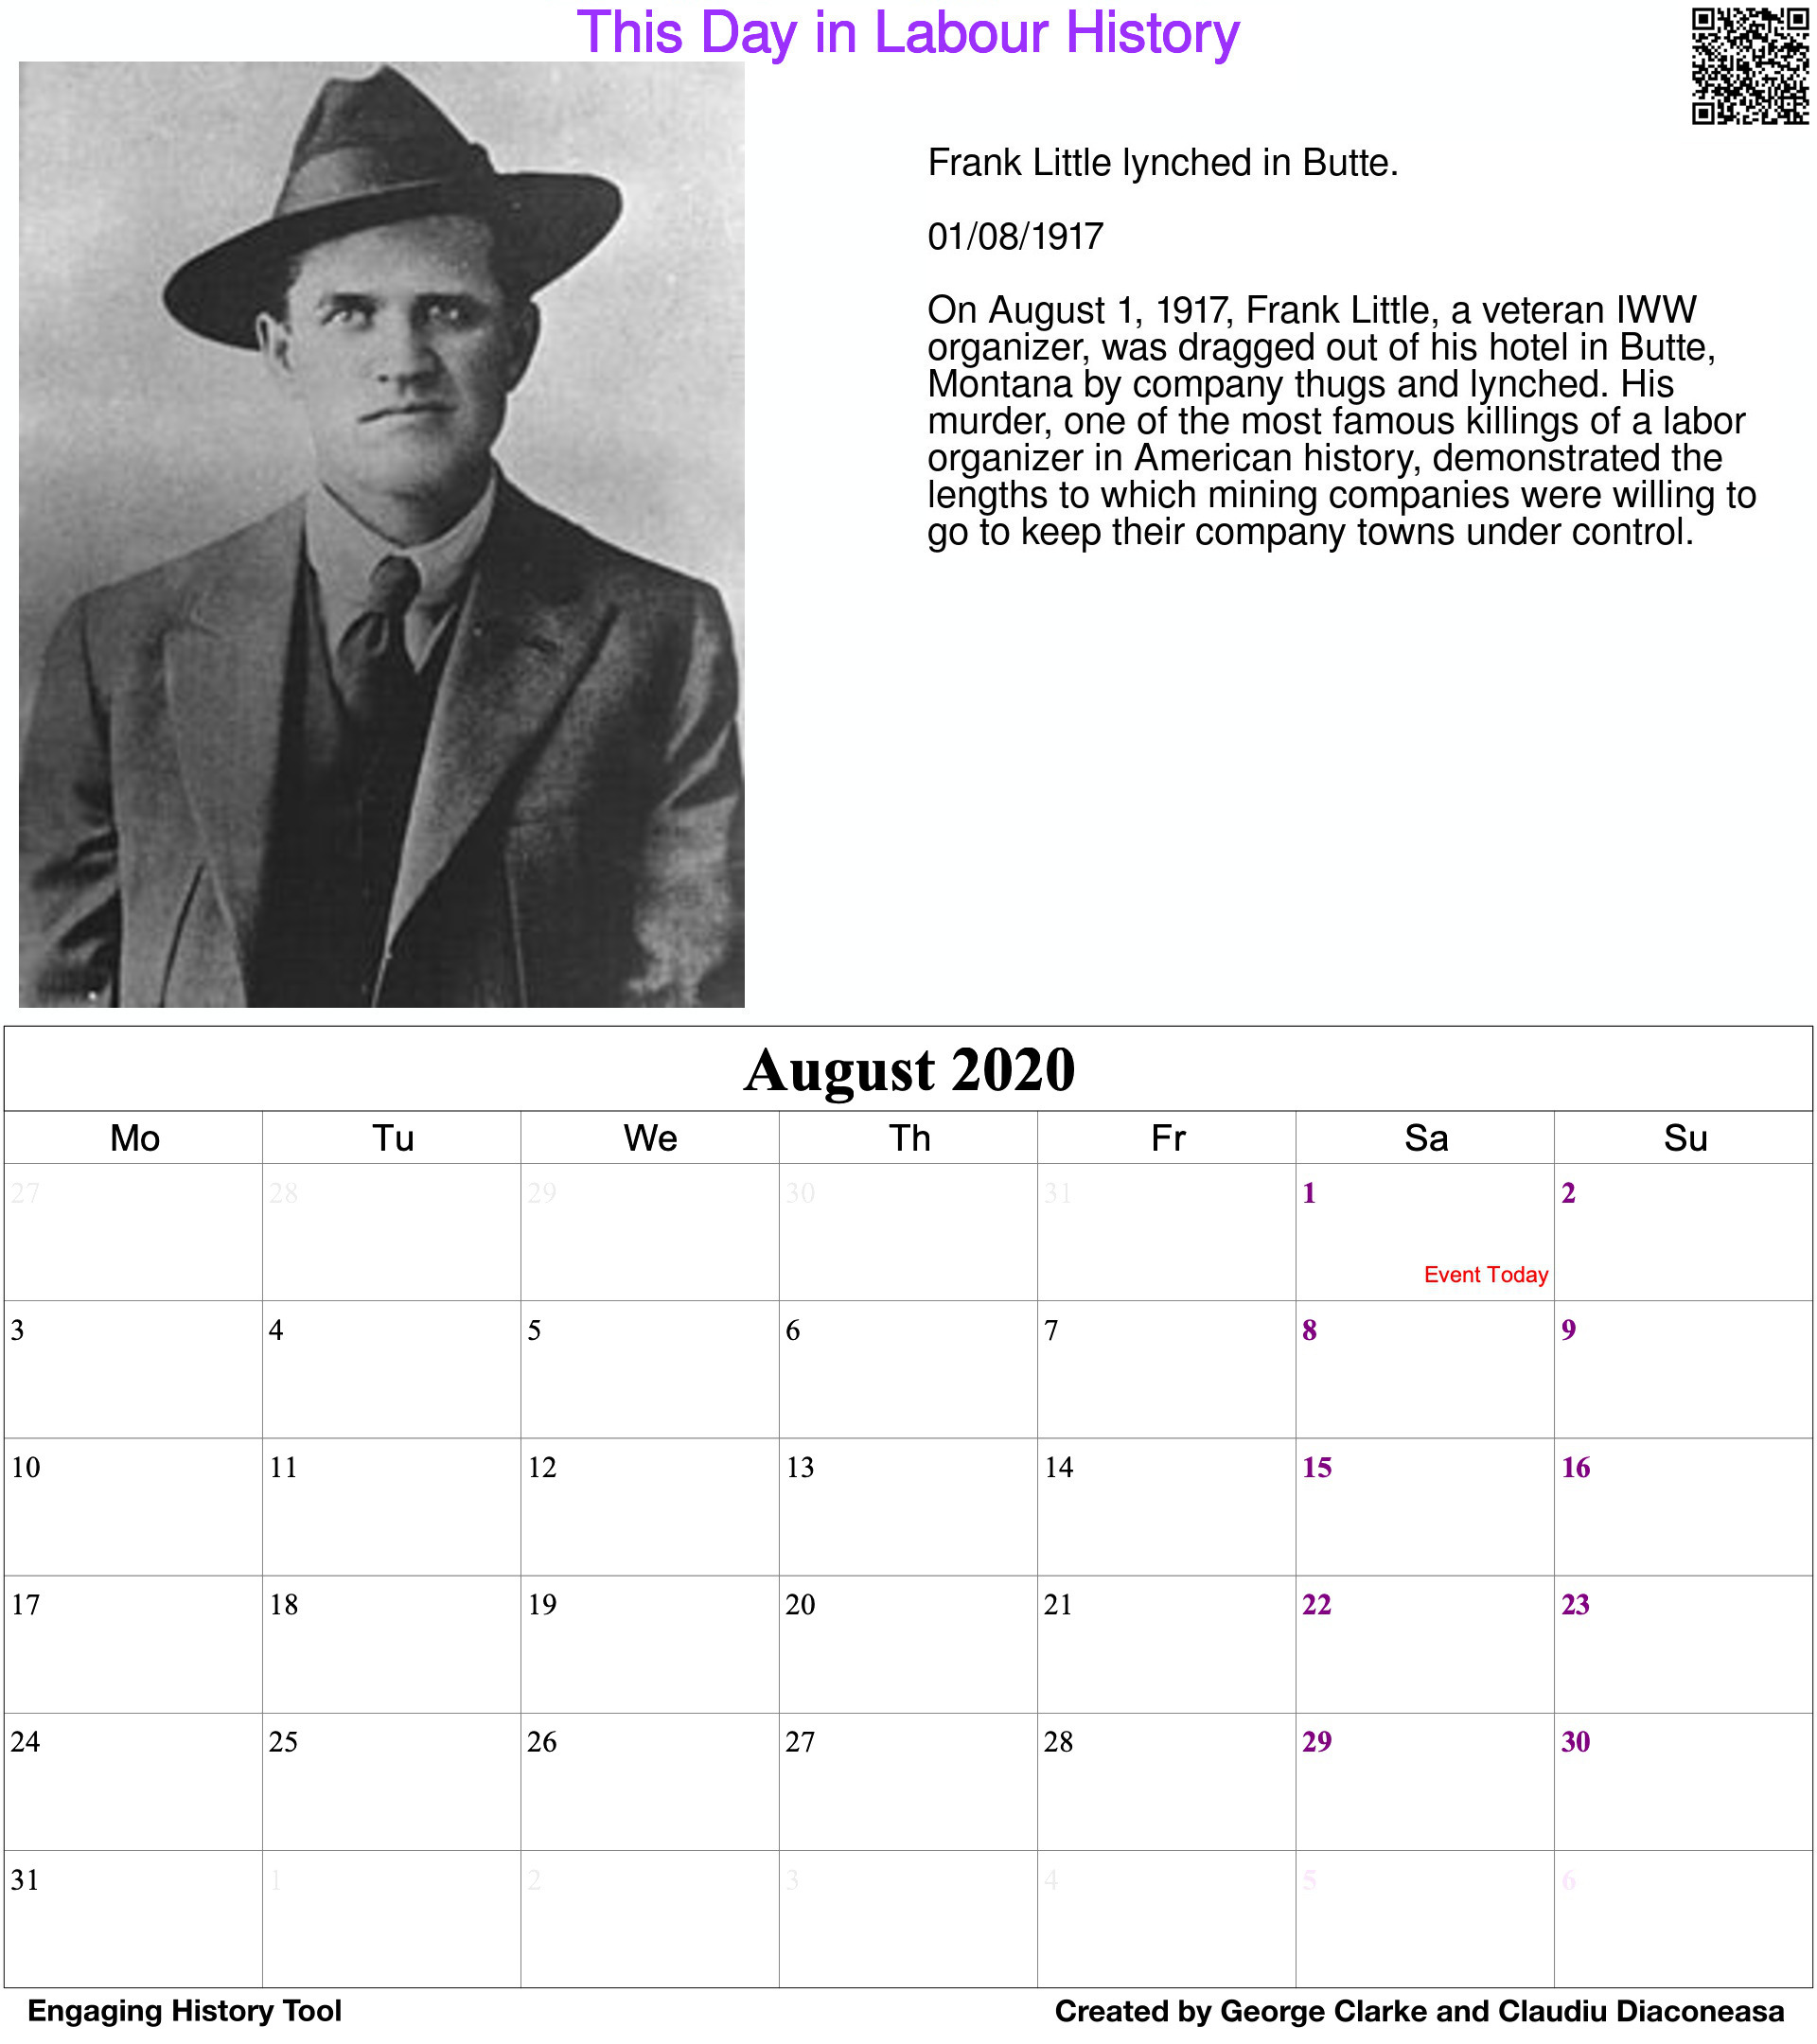 This Day in Labour History
Frank Little lynched in Butte.
01/08/1917
On August 1, 1917, Frank Little, a veteran IWW
organizer, was dragged out of his hotel in Butte,
Montana by company thugs and lynched. His
murder, one of the most famous killings of a labor
organizer in American history, demonstrated the
lengths to which mining companies were willing to
go to keep their company towns under control.
August 2020
Mo Tu We Th Fr Sa Su
27 28 29 30 31 1 2
Event Today
3 4 5 6 7 8 9
10 11 12 13 14 15 16
17 18 19 20 21 22 23
24 25 26 27 28 29 30
31 1 2 3 4 5 6
Engaging History Tool Created by George Clarke and Claudiu Diaconeasa